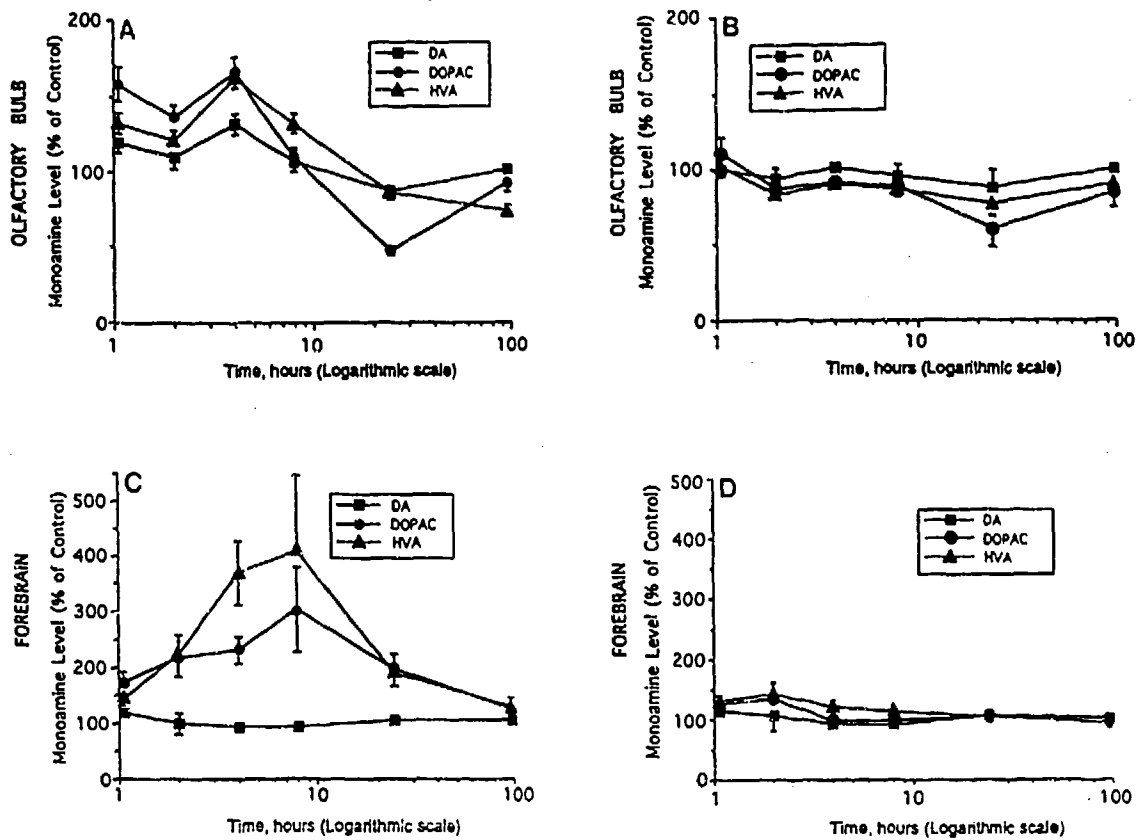 A
200
100
0
OLFACTORY BULB
Monoamine Level (% of Control)
DA
DOPAC
HVA
1
10
100
Time, hours (Logarithmic scale)
B
200
100
0
OLFACTORY BULB
Monoamine Level (% of Control)
DA
DOPAC
HVA
1
10
100
Time, hours (Logarithmic scale)
C
500
400
300
200
100
0
FOREBRAIN
Monoamine Level (% of Control)
DA
DOPAC
HVA
1
10
100
Time, hours (Logarithmic scale)
D
500
400
300
200
100
0
FOREBRAIN
Monoamine Level (% of Control)
DA
DOPAC
HVA
1
10
100
Time, hours (Logarithmic scale)